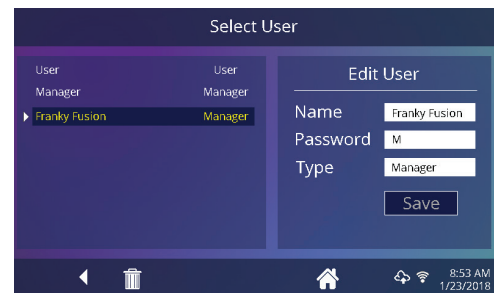 Select User
User User
Manager Manager
Franky Fusion Manager
Edit User
Name Franky Fusion
Password M
Type Manager
Save
8:53 AM
1/23/2018